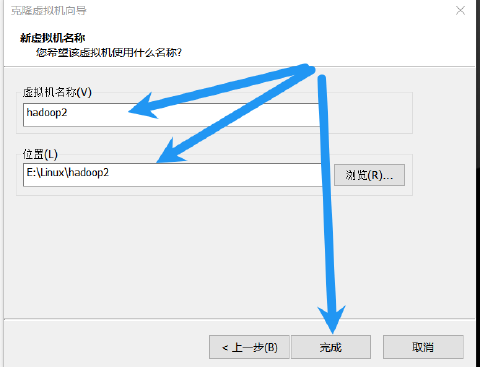 克隆虚拟机向导
新虚拟机名称
您希望该虚拟机使用什么名称?
虚拟机名称(V)
hadoop2
位置(L)
E:\Linux\hadoop2
浏览(R)...
< 上一步(B)
完成
取消